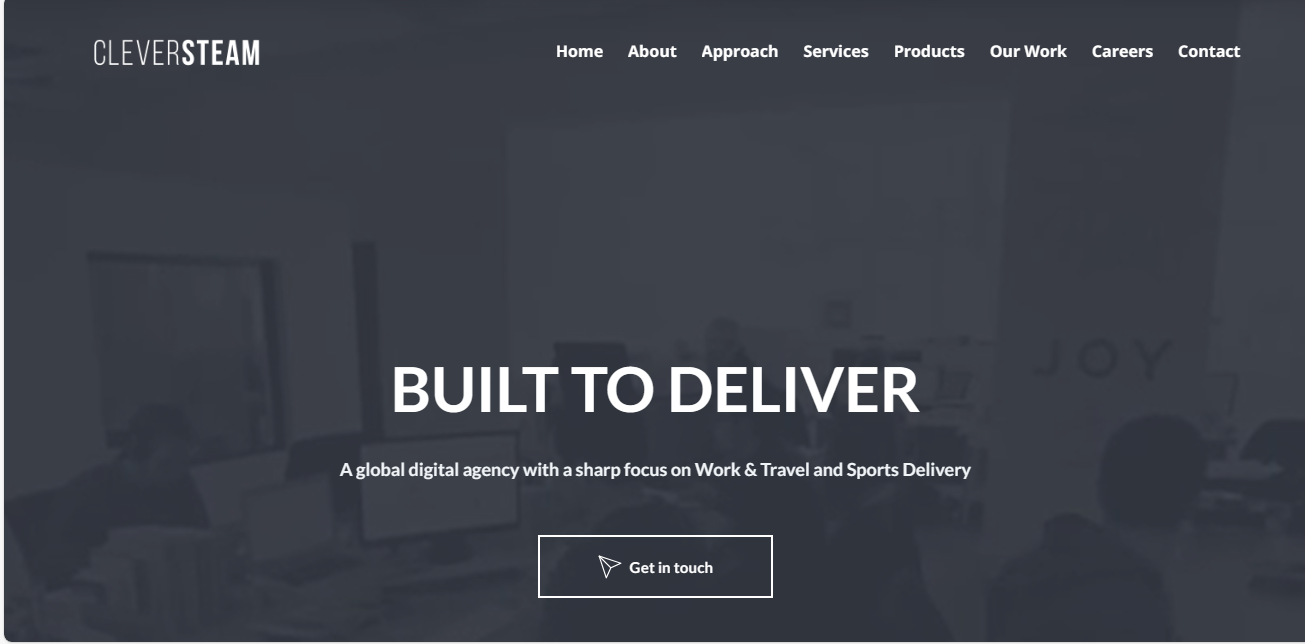 CLEVERSTEAM
Home About Approach Services Products Our Work Careers Contact
JOY
BUILT TO DELIVER
A global digital agency with a sharp focus on Work & Travel and Sports Delivery
Get in touch